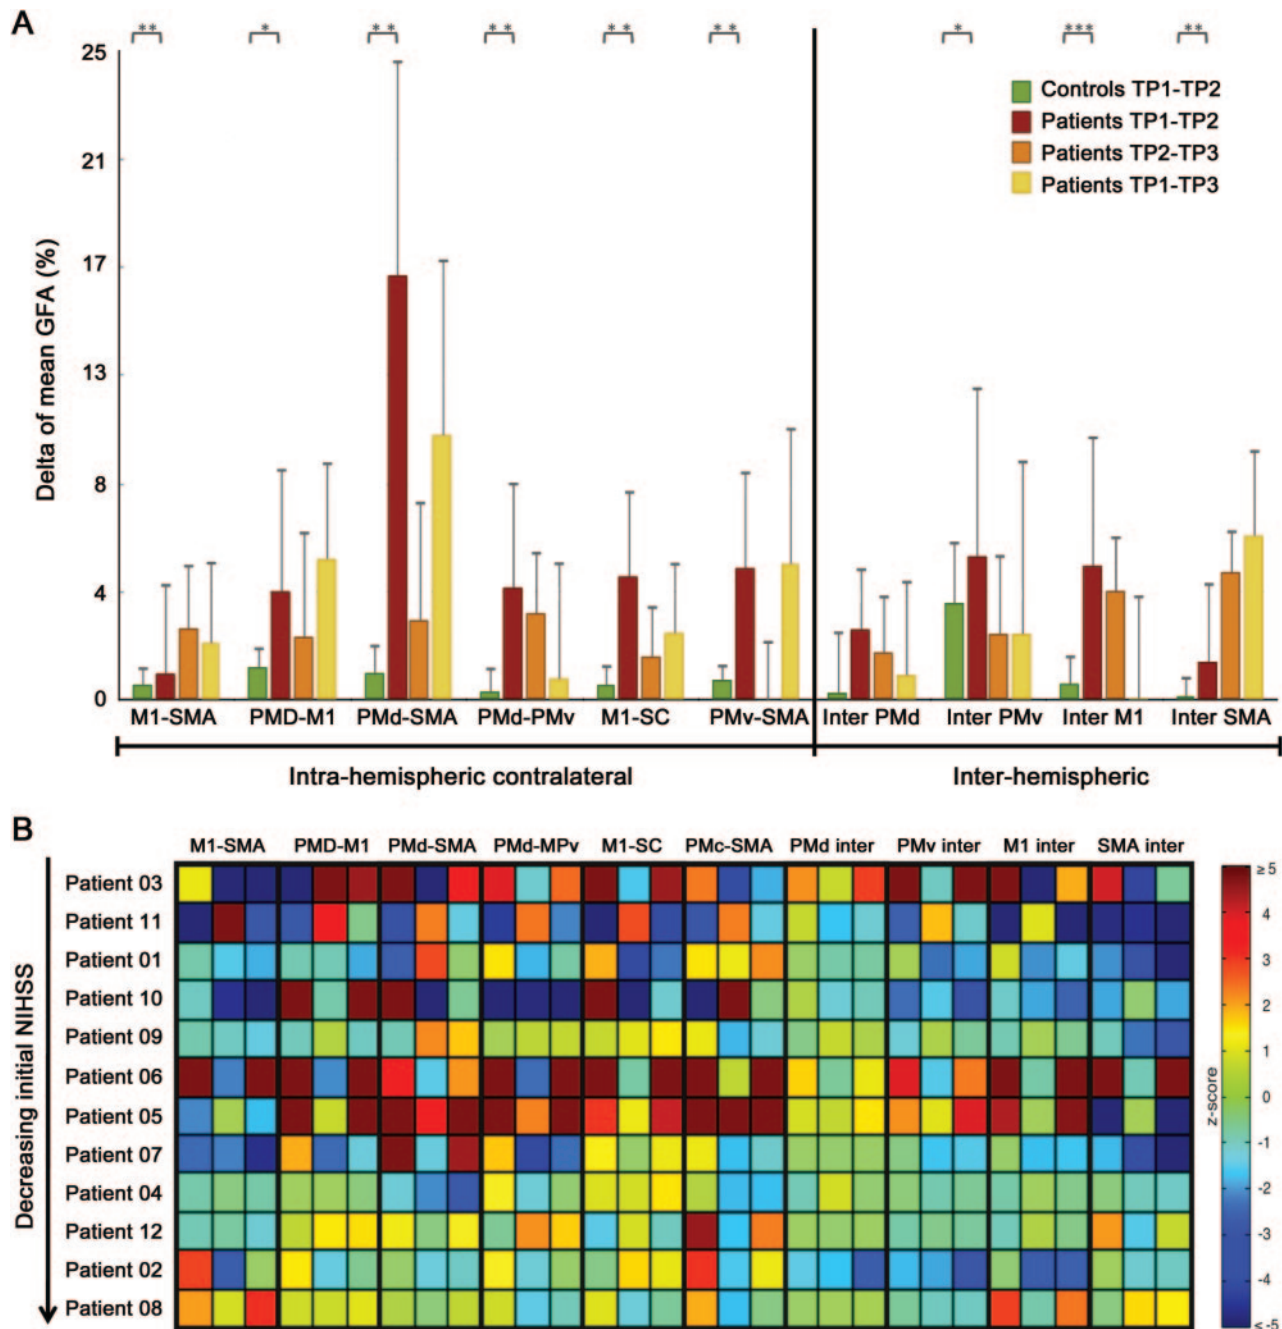 A
** * ** ** ** ** * *** **
25
21
17
13
8
4
0
Delta of mean GFA (%)
Controls TP1-TP2
Patients TP1-TP2
Patients TP2-TP3
Patients TP1-TP3
M1-SMA PMD-M1 PMd-SMA PMd-PMv M1-SC PMv-SMA Inter PMd Inter PMv Inter M1 Inter SMA
Intra-hemispheric contralateral Inter-hemispheric
B
M1-SMA PMD-M1 PMd-SMA PMd-MPv M1-SC PMc-SMA PMd inter PMv inter M1 inter SMA inter
Decreasing initial NIHSS
Patient 03
Patient 11
Patient 01
Patient 10
Patient 09
Patient 06
Patient 05
Patient 07
Patient 04
Patient 12
Patient 02
Patient 08
≥5
4
3
2
1
0
-1
-2
-3
-4
≤-5
z-score